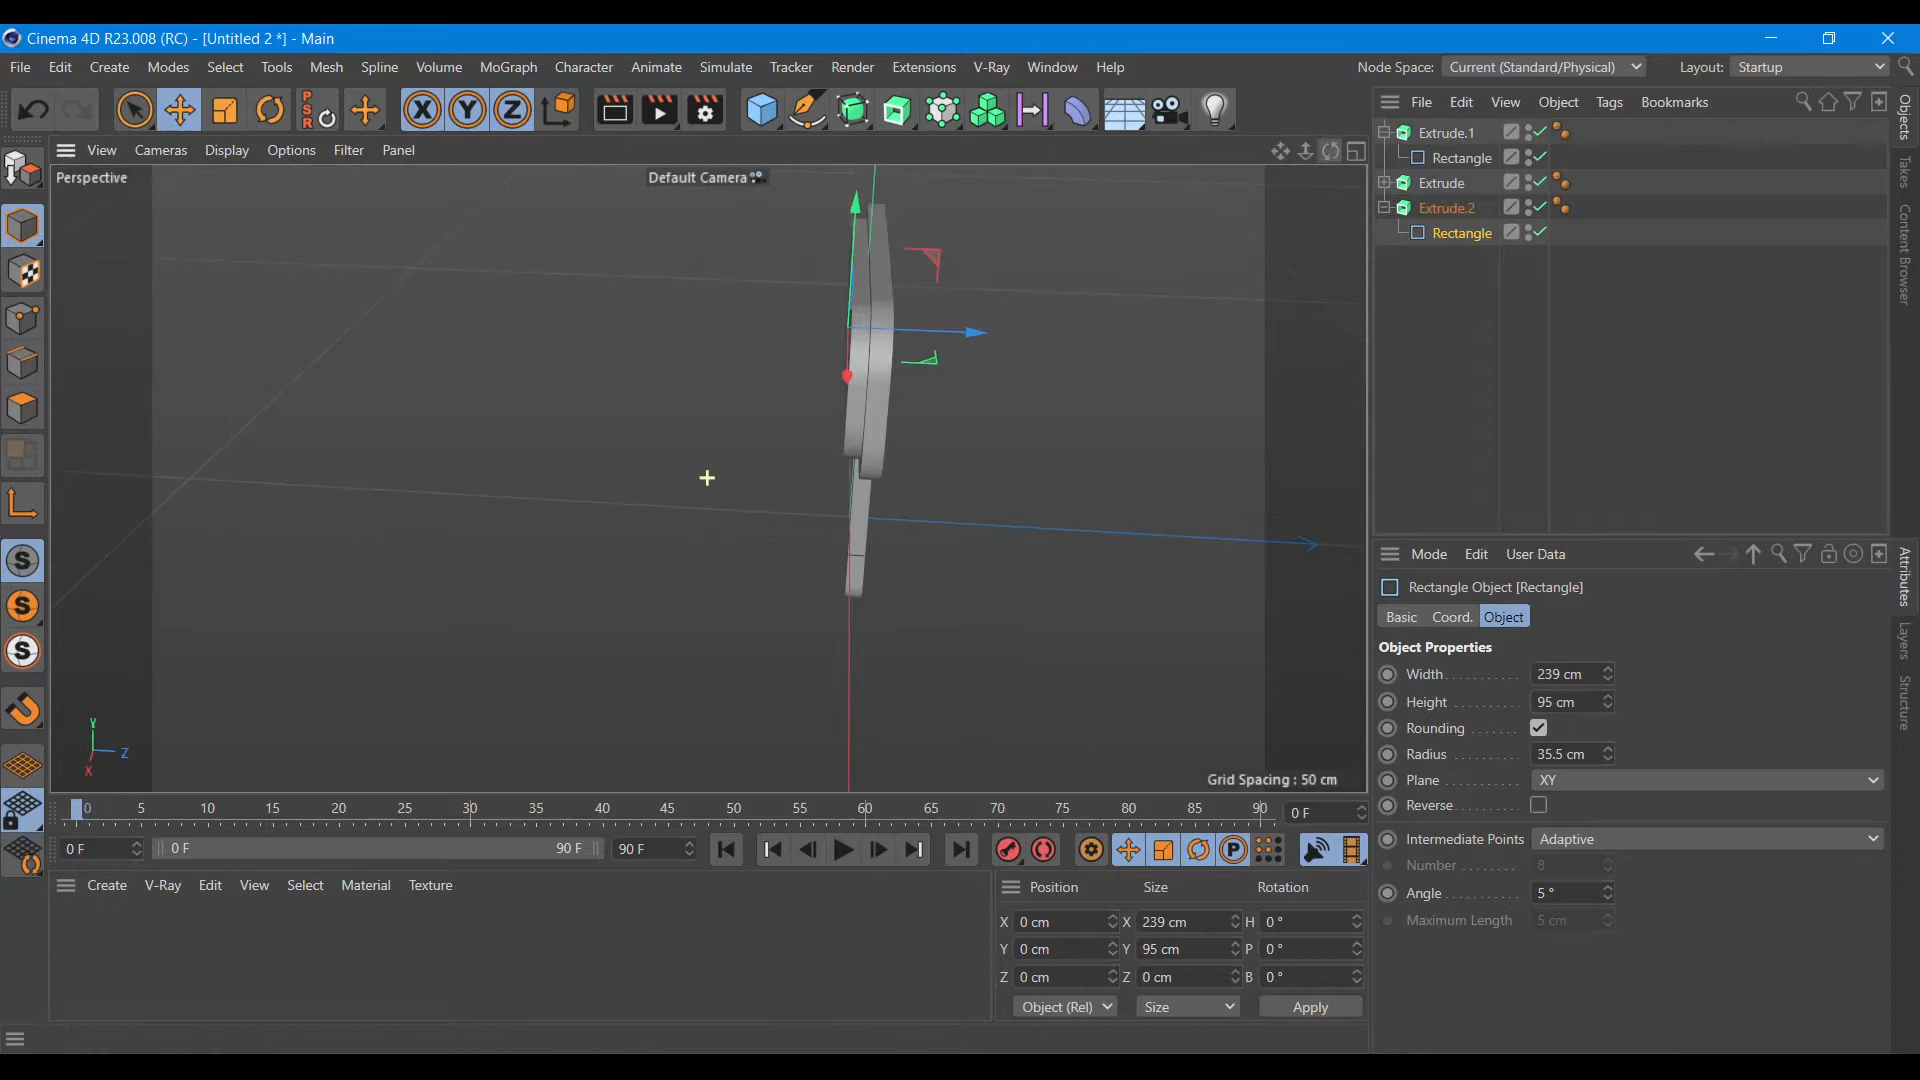 Cinema 4D R23.008 (RC) - [Untitled 2 *] - Main
File Edit Create Modes Select Tools Mesh Spline Volume MoGraph Character Animate Simulate Tracker Render Extensions V-Ray Window Help Node Space: Current (Standard/Physical) Layout: Startup
PSR X Y Z
File Edit View Object Tags Bookmarks
View Cameras Display Options Filter Panel
Perspective Default Camera
Extrude.1
Rectangle
Extrude
Extrude.2
Rectangle
Objects
Takes
Content Browser
S
S
S
Y
Z
X
Grid Spacing : 50 cm
Mode Edit User Data
Rectangle Object [Rectangle]
Basic Coord. Object
Object Properties
Width 239 cm
Height 95 cm
Rounding
Radius 35.5 cm
Plane XY
Reverse
Intermediate Points Adaptive
Number 8
Angle 5 °
Maximum Length 5 cm
Attributes
Layers
Structure
0 5 10 15 20 25 30 35 40 45 50 55 60 65 70 75 80 85 90 0 F
0 F 0 F 90 F 90 F P
Create V-Ray Edit View Select Material Texture
Position Size Rotation
X 0 cm X 239 cm H 0 °
Y 0 cm Y 95 cm P 0 °
Z 0 cm Z 0 cm B 0 °
Object (Rel) Size Apply